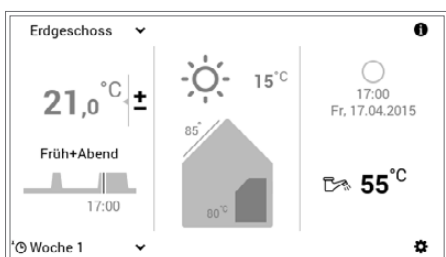 Erdgeschoss
21,0°C ±
Früh+Abend
17:00
Woche 1
15°C
85°
80°C
17:00
Fr, 17.04.2015
55°C